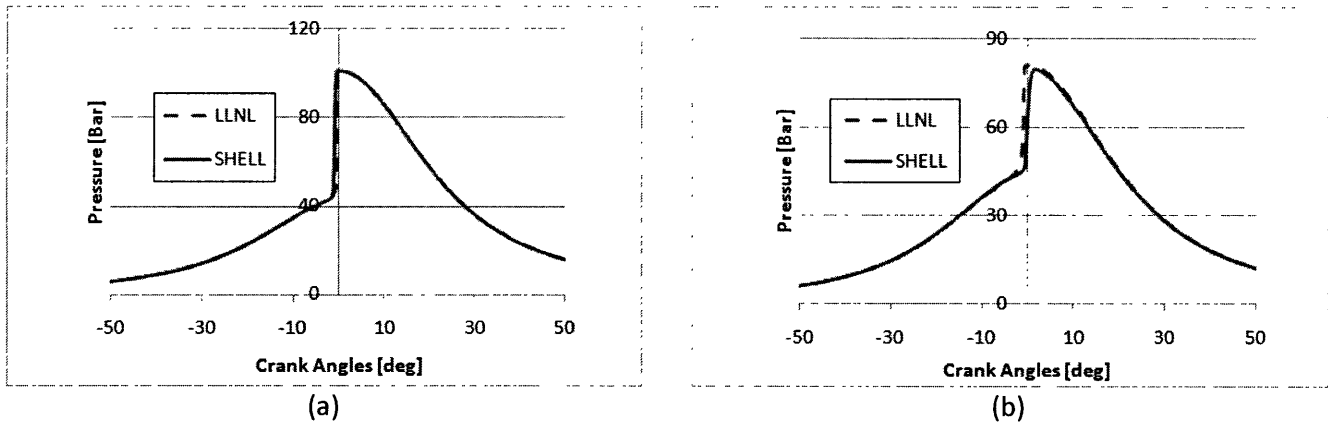 120
80
40
0
Pressure [Bar]
LLNL
SHELL
-50 -30 -10 10 30 50
Crank Angles [deg]
(a)
90
60
30
0
Pressure [Bar]
LLNL
SHELL
-50 -30 -10 10 30 50
Crank Angles [deg]
(b)